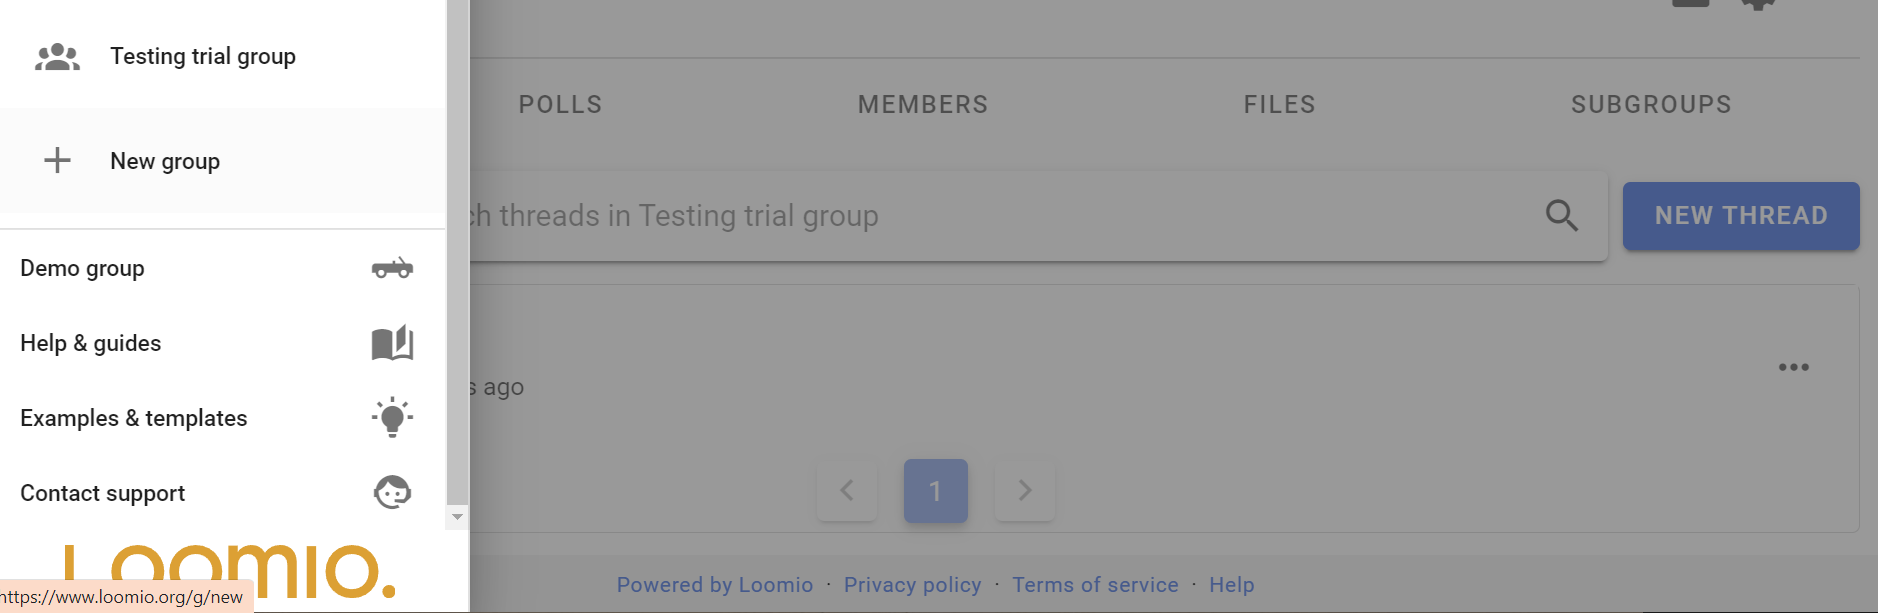 Testing trial group
POLLS MEMBERS FILES SUBGROUPS
New group
threads in Testing trial group
NEW THREAD
Demo group
Help & guides
ago
Examples & templates
1
Contact support
LOOMIO.
Powered by Loomio · Privacy policy · Terms of service · Help
https://www.loomio.org/g/new